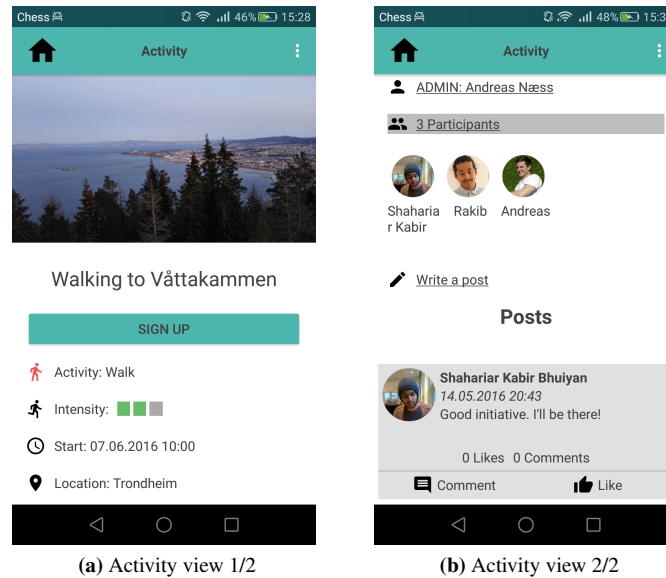 Chess 46% 15:28
Activity
Walking to Våttakammen
SIGN UP
Activity: Walk
Intensity:
Start: 07.06.2016 10:00
Location: Trondheim
(a) Activity view 1/2
Chess 48% 15:3
Activity
ADMIN: Andreas Næss
3 Participants
Shaharia Rakib Andreas
r Kabir
Write a post
Posts
Shahariar Kabir Bhuiyan
14.05.2016 20:43
Good initiative. I'll be there!
0 Likes 0 Comments
Comment Like
(b) Activity view 2/2